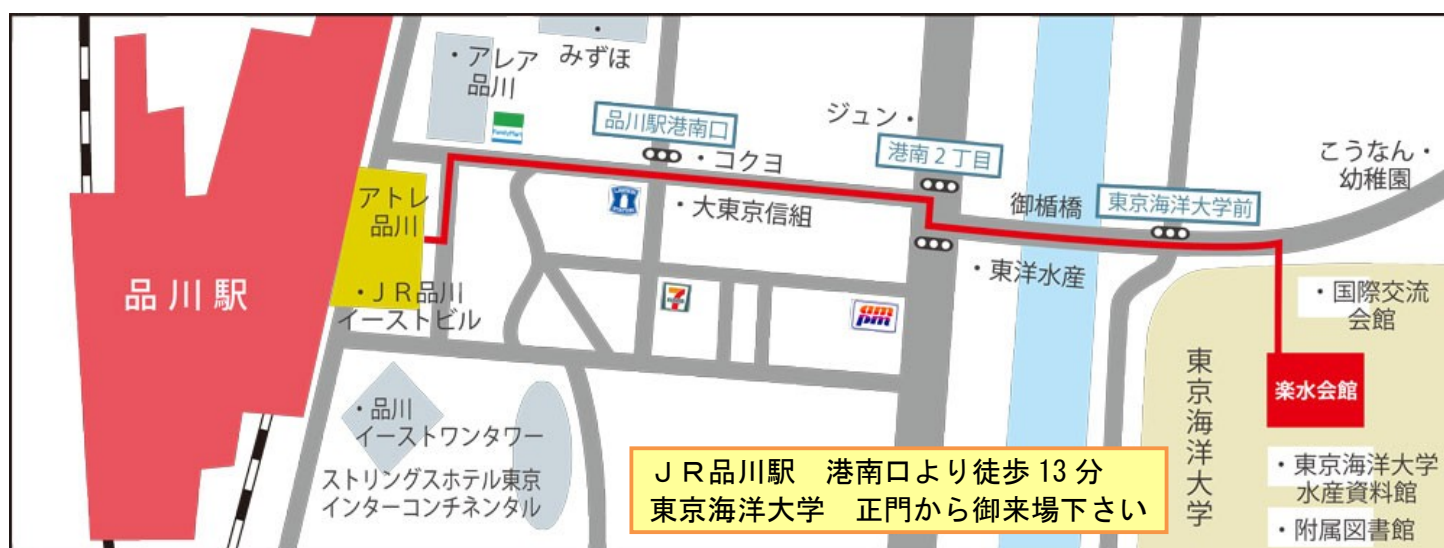 ・
みずほ
・アレア
品川
FamilyMart
品川駅港南口
・コクヨ
ジュン・
港南2丁目
こうなん・
幼稚園
御楯橋
東京海洋大学前
アトレ
品川
・大東京信組
・東洋水産
品川駅
・ＪＲ品川
イーストビル
7
am
pm
・国際交流
会館
東京海洋大学
楽水会館
・品川
イーストワンタワー
ストリングスホテル東京
インターコンチネンタル
ＪＲ品川駅　港南口より徒歩 13 分
東京海洋大学　正門から御来場下さい
・東京海洋大学
水産資料館
・附属図書館